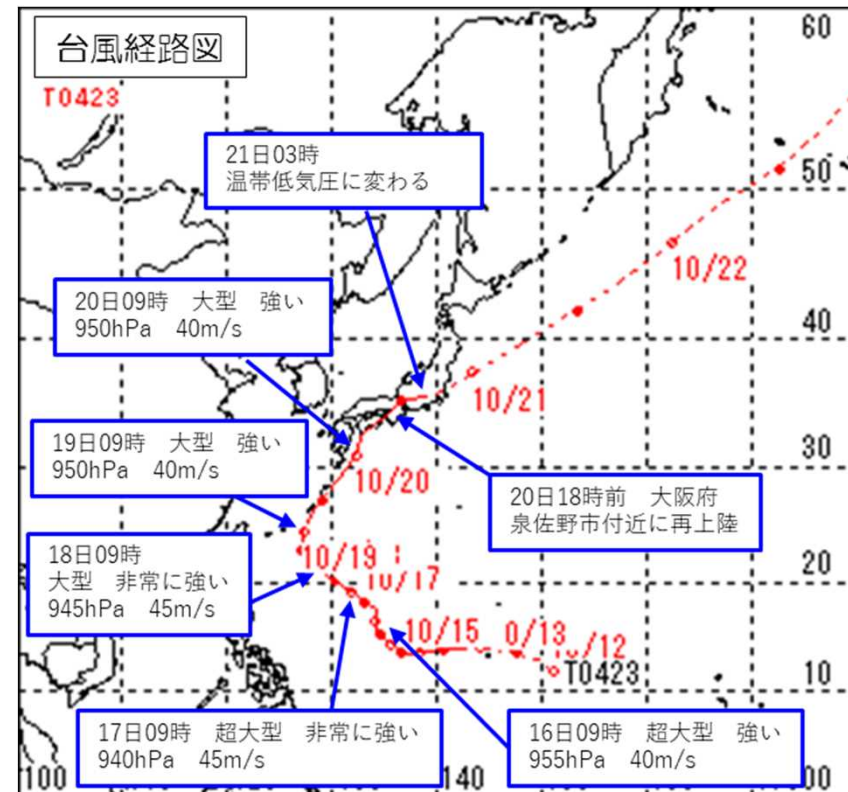 台風経路図
T0423
60
21日03時
温帯低気圧に変わる
50
10/22
20日09時 大型 強い
950hPa 40m/s
40
10/21
19日09時 大型 強い
950hPa 40m/s
30
10/20
20日18時前 大阪府
泉佐野市付近に再上陸
18日09時
大型 非常に強い
945hPa 45m/s
10/19
10/17
20
10/15
0/13
/12
T0423
10
17日09時 超大型 非常に強い
940hPa 45m/s
16日09時 超大型 強い
955hPa 40m/s
100
140
00